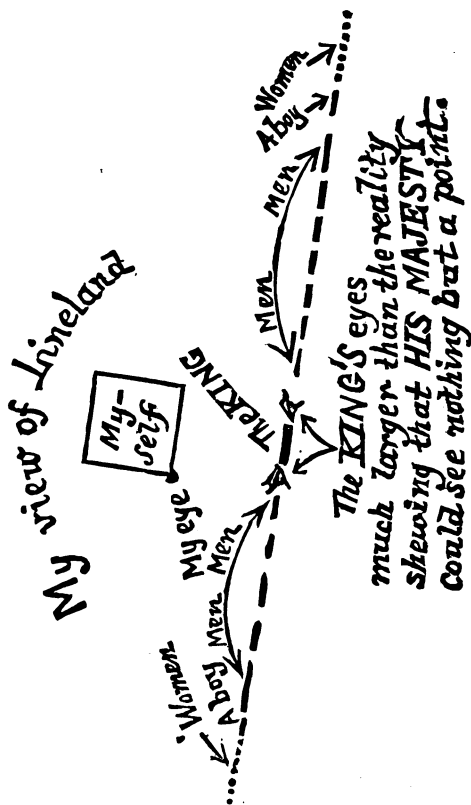 My view of Lineland
My-
self
My eye
The KING
Women
A boy
Men
Men
Men
Men
A boy
Women
The KING'S eyes
much larger than the reality
shewing that HIS MAJESTY
could see nothing but a point.